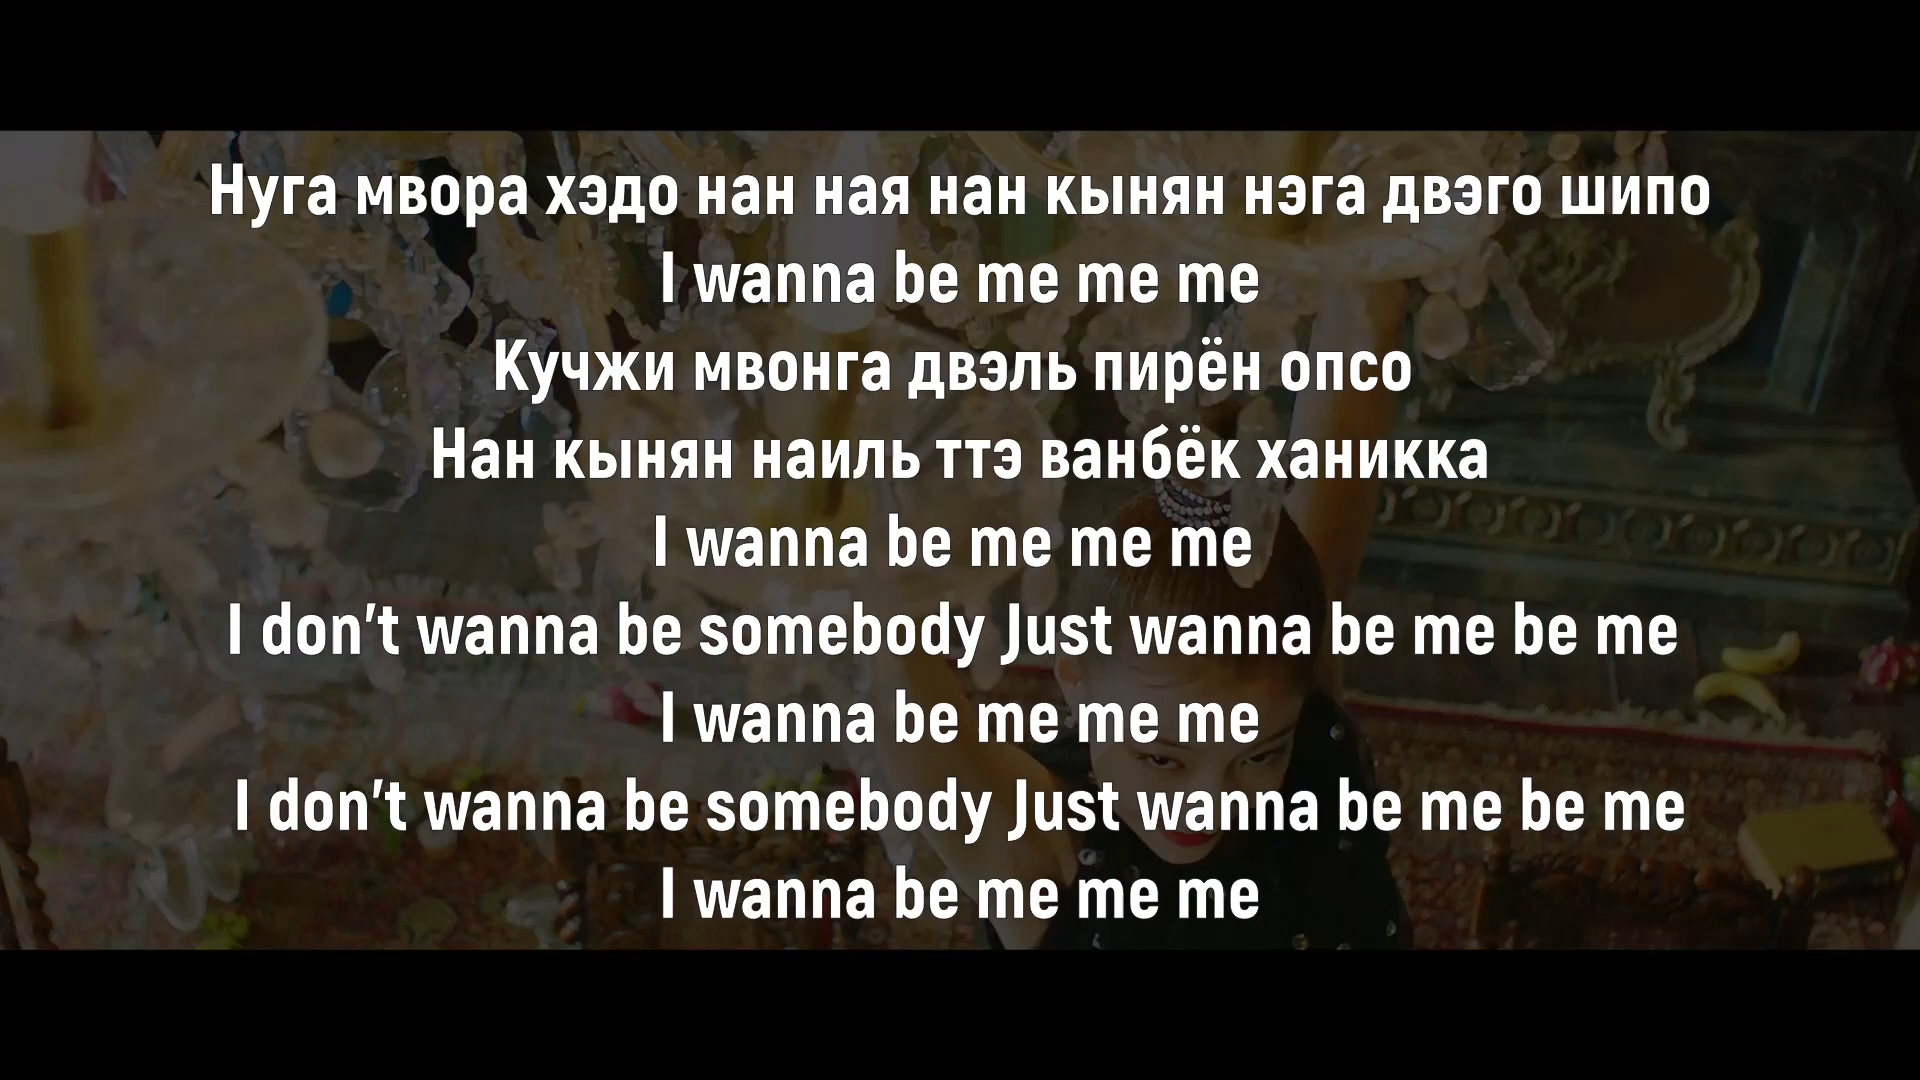 Нуга мвора хэдо нан ная нан кынян нэга двэго шипо
I wanna be me me me
Кучжи мвонга двэль пирён опсо
Нан кынян наиль ттэ ванбёк ханикка
I wanna be me me me
I don't wanna be somebody Just wanna be me be me
I wanna be me me me
I don't wanna be somebody Just wanna be me be me
I wanna be me me me